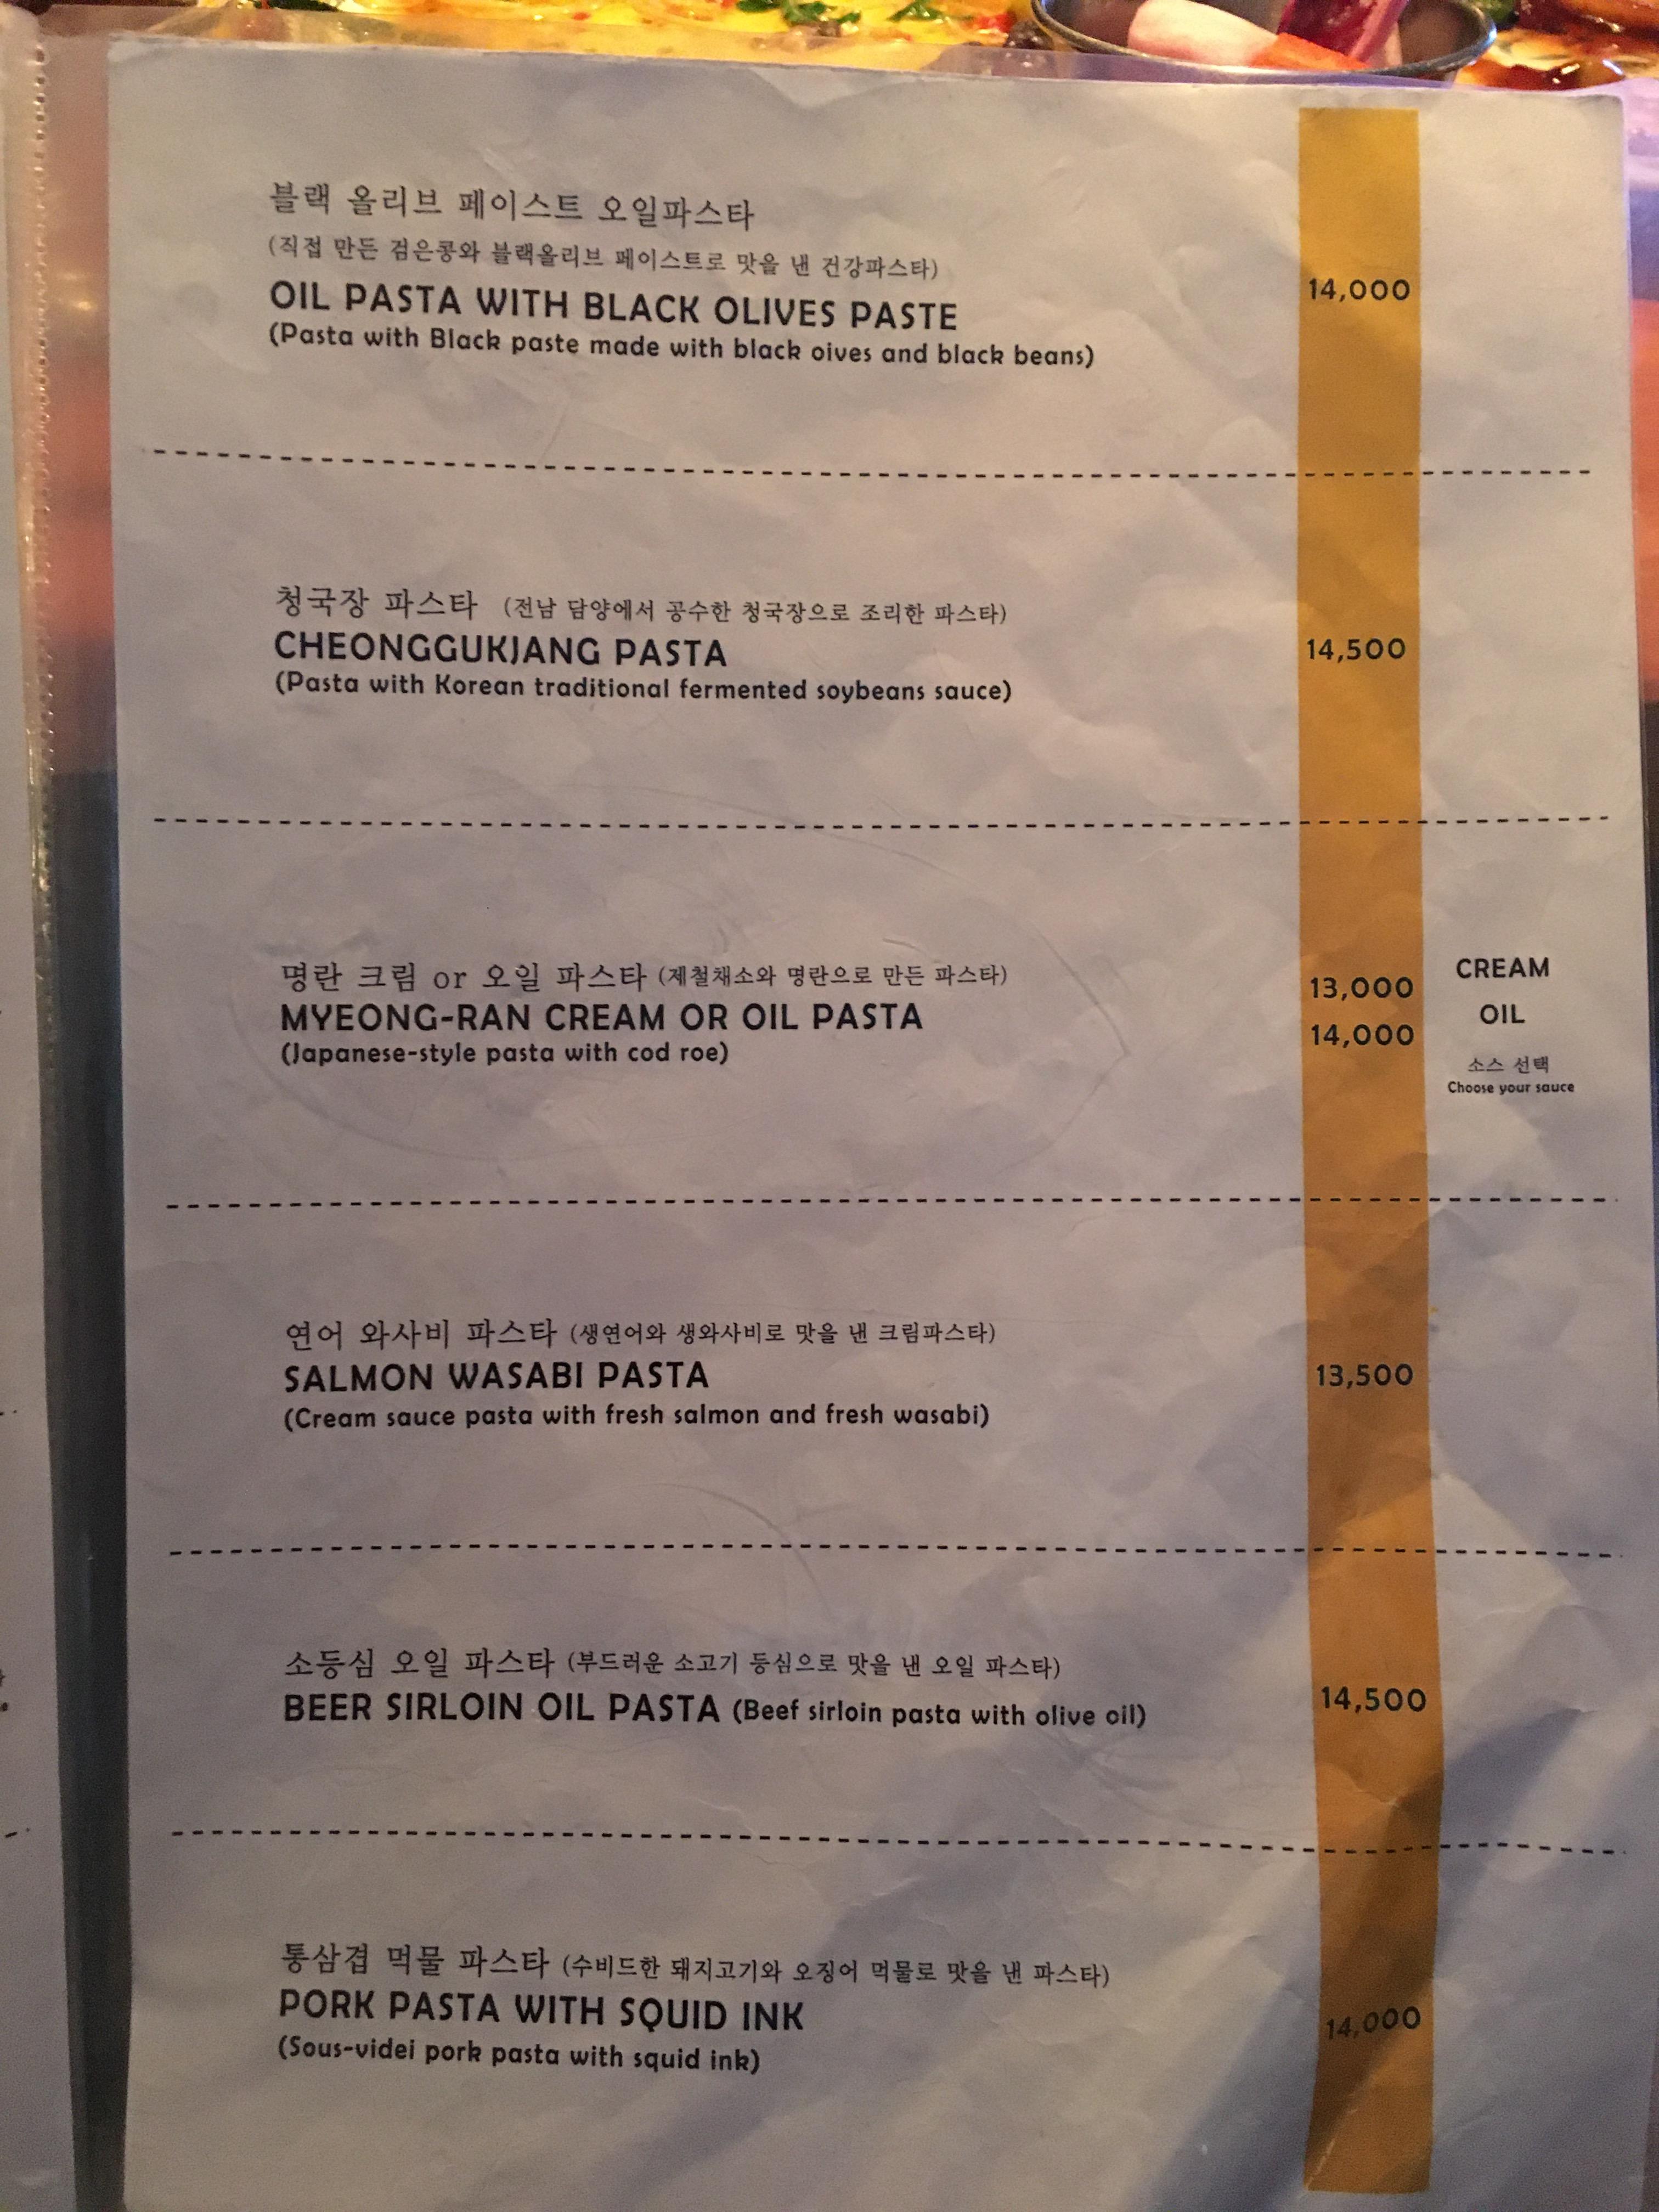 블랙 올리브 페이스트 오일파스타
(직접 만든 검은콩와 블랙올리브 페이스트로 맛을 낸 건강파스타)
OIL PASTA WITH BLACK OLIVES PASTE
(Pasta with Black paste made with black oives and black beans)
14,000
청국장 파스타 (전남 담양에서 공수한 청국장으로 조리한 파스타)
CHEONGGUKJANG PASTA
(Pasta with Korean traditional fermented soybeans sauce)
14,500
명란 크림 or 오일 파스타 (제철채소와 명란으로 만든 파스타)
MYEONG-RAN CREAM OR OIL PASTA
(Japanese-style pasta with cod roe)
13,000 CREAM
14,000 OIL
소스 선택
Choose your sauce
연어 와사비 파스타 (생연어와 생와사비로 맛을 낸 크림파스타)
SALMON WASABI PASTA
(Cream sauce pasta with fresh salmon and fresh wasabi)
13,500
소등심 오일 파스타 (부드러운 소고기 등심으로 맛을 낸 오일 파스타)
BEER SIRLOIN OIL PASTA (Beef sirloin pasta with olive oil)
14,500
통삼겹 먹물 파스타 (수비드한 돼지고기와 오징어 먹물로 맛을 낸 파스타)
PORK PASTA WITH SQUID INK
(Sous-videi pork pasta with squid ink)
14,000